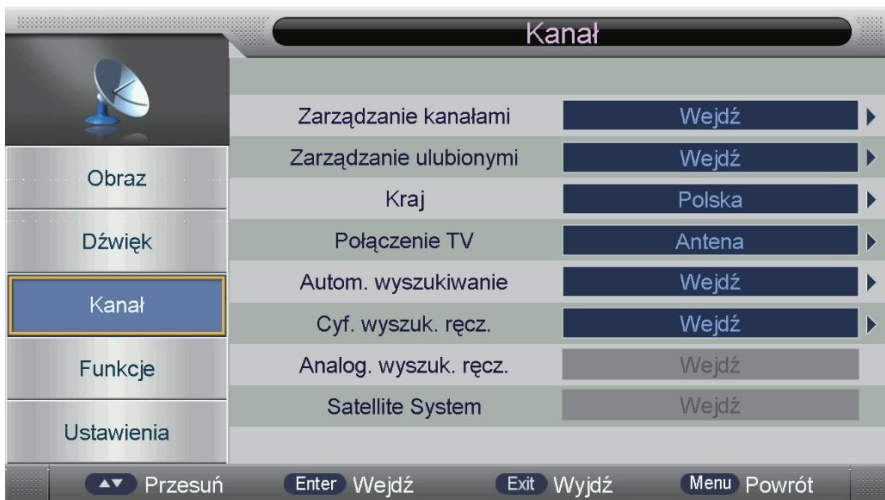 Kanał
Obraz
Dźwięk
Kanał
Funkcje
Ustawienia
Zarządzanie kanałami Wejdź
Zarządzanie ulubionymi Wejdź
Kraj Polska
Połączenie TV Antena
Autom. wyszukiwanie Wejdź
Cyf. wyszuk. ręcz. Wejdź
Analog. wyszuk. ręcz. Wejdź
Satellite System Wejdź
Przesuń Enter Wejdź Exit Wyjdź Menu Powrót